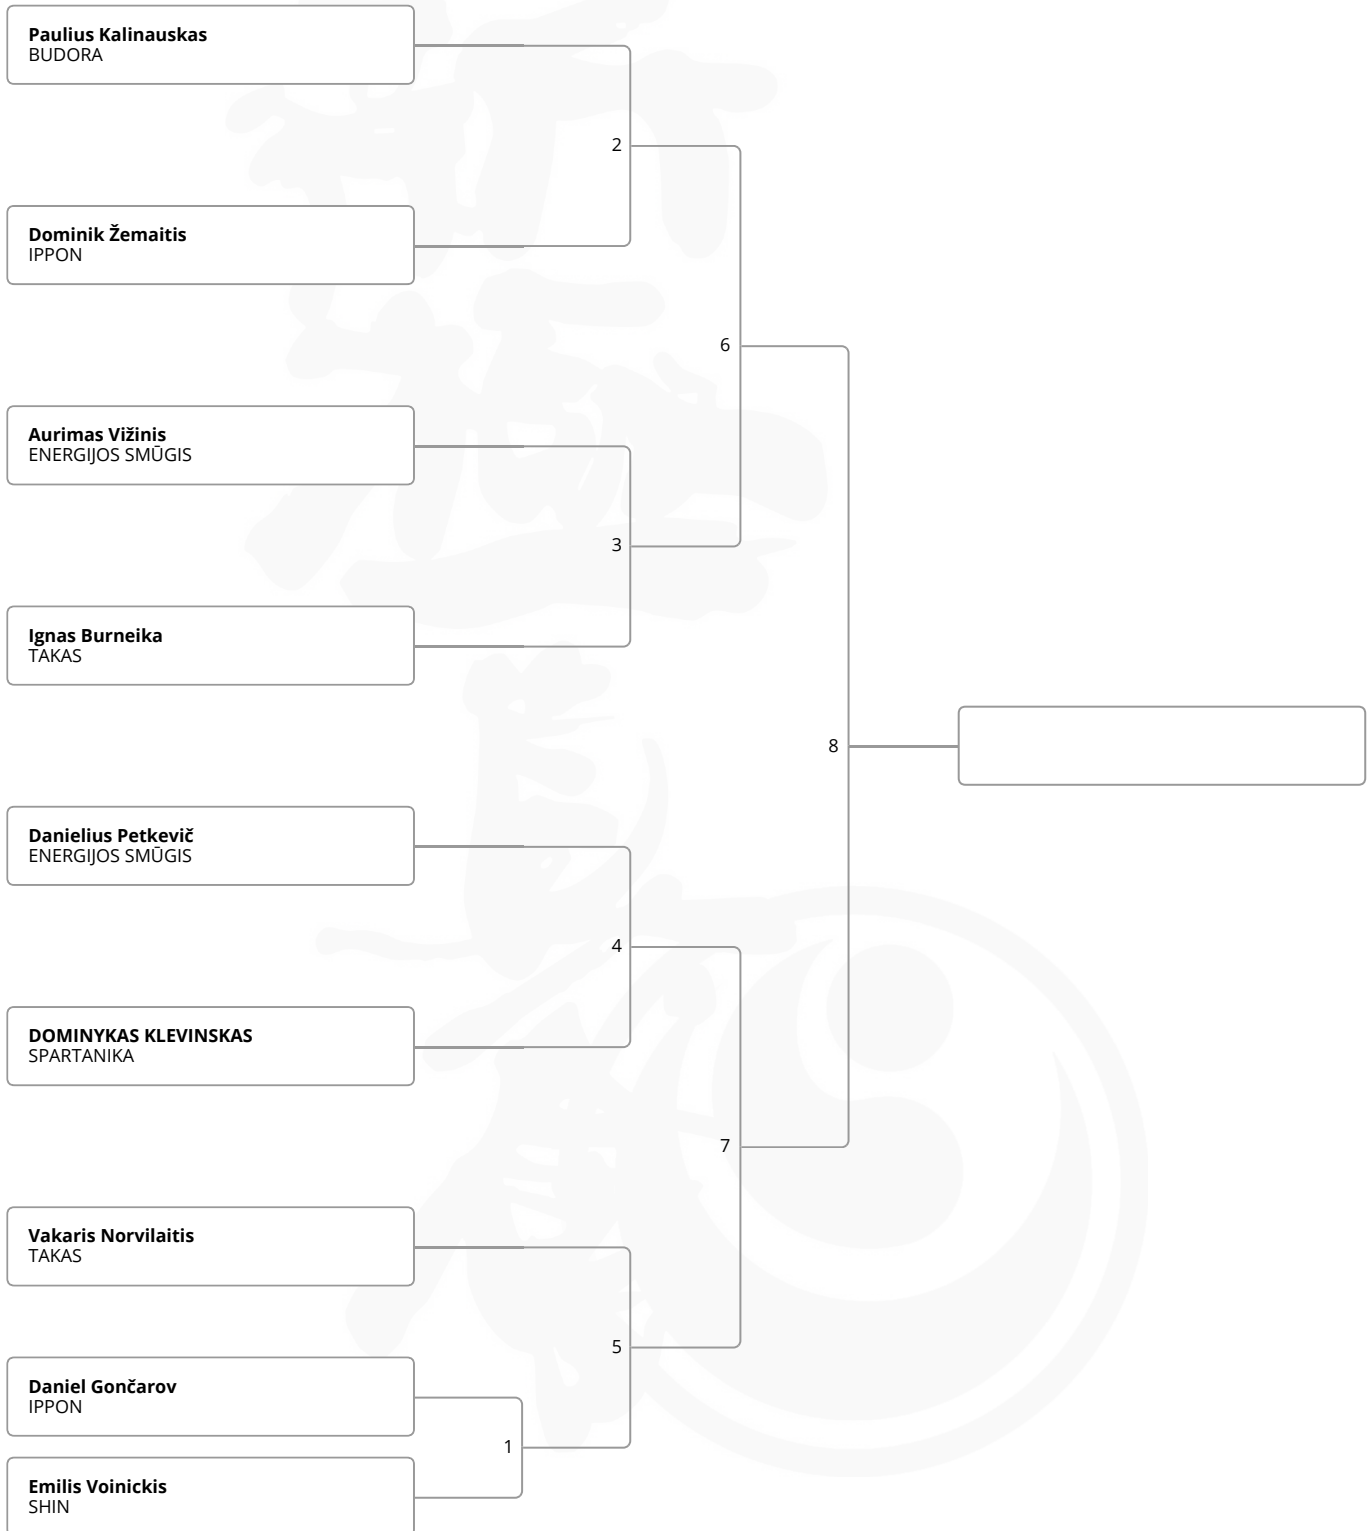 Paulius Kalinauskas
BUDORA
2
Dominik Žemaitis
IPPON
6
Aurimas Vižinis
ENERGIJOS SMŪGIS
3
Ignas Burneika
TAKAS
8
Danielius Petkevič
ENERGIJOS SMŪGIS
4
DOMINYKAS KLEVINSKAS
SPARTANIKA
7
Vakaris Norvilaitis
TAKAS
5
Daniel Gončarov
IPPON
1
Emilis Voinickis
SHIN